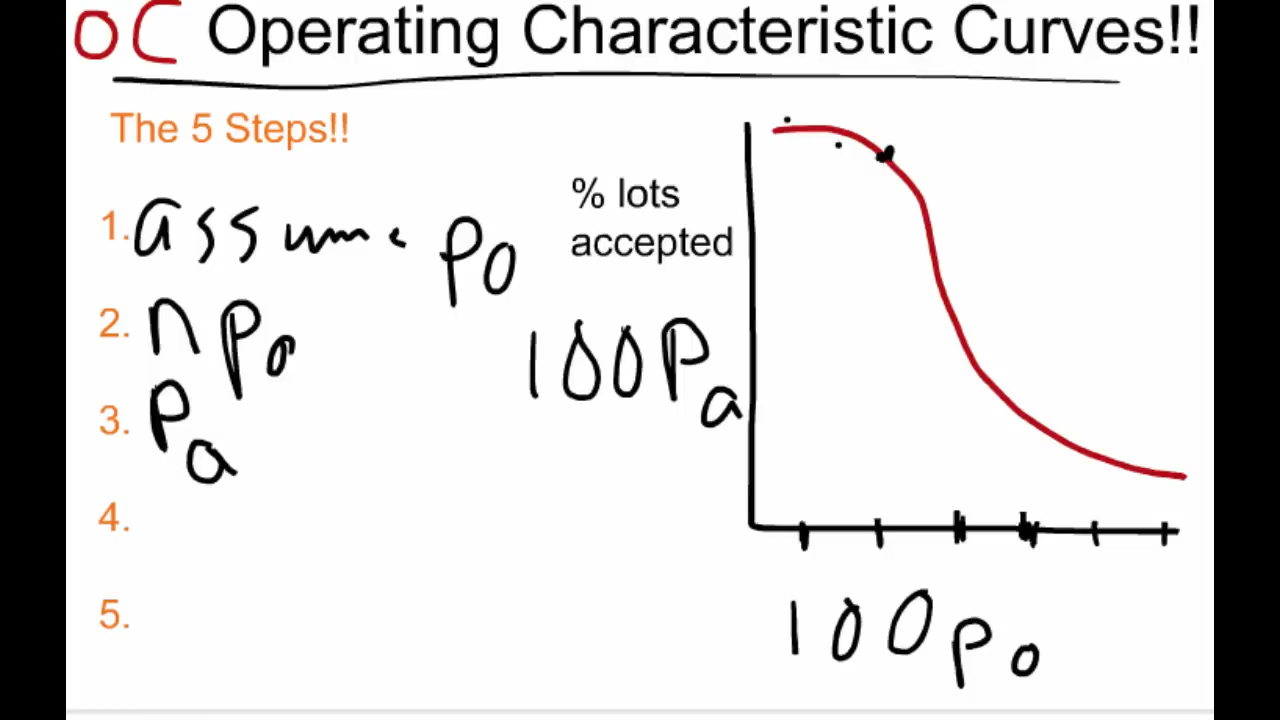 OC Operating Characteristic Curves!!
The 5 Steps!!
1. assume p0
2. np0
3. Pa
4.
5.
% lots
accepted
100Pa
100p0